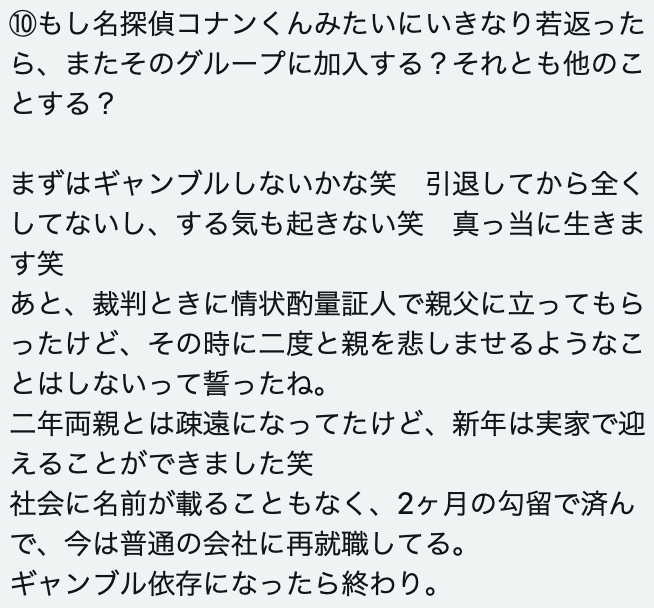 ⑩もし名探偵コナンくんみたいにいきなり若返った
ら、またそのグループに加入する？それとも他のこ
とする？
まずはギャンブルしないかな笑　引退してから全く
してないし、する気も起きない笑　真っ当に生きま
す笑
あと、裁判ときに情状酌量証人で親父に立ってもら
ったけど、その時に二度と親を悲しませるようなこ
とはしないって誓ったね。
二年両親とは疎遠になってたけど、新年は実家で迎
えることができました笑
社会に名前が載ることもなく、2ヶ月の勾留で済ん
で、今は普通の会社に再就職してる。
ギャンブル依存になったら終わり。